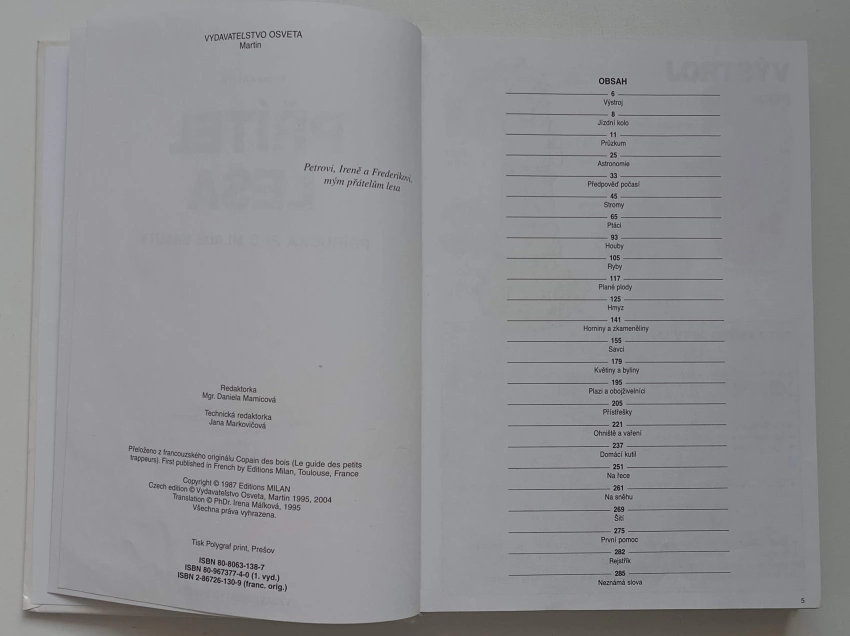 VYDAVATELSTVO OSVETA
Martin
Petrovi, Ireně a Frederikovi,
mým přátelům lesa
Redaktorka
Mgr. Daniela Mamicová
Technická redaktorka
Jana Markovičová
Přeloženo z francouzského originálu Copain des bois (Le guide des petits
trappeurs). First published in French by Editions Milan, Toulouse, France
Copyright © 1987 Editions MILAN
Czech edition © Vydavatelstvo Osveta, Martin 1995, 2004
Translation © PhDr. Irena Málková, 1995
Všechna práva vyhrazena.
Tisk Polygraf print, Prešov
ISBN 80-8063-138-7
ISBN 80-967377-4-0 (1. vyd.)
ISBN 2-86726-130-9 (franc. orig.)
OBSAH
6
Výstroj
8
Jízdní kolo
11
Průzkum
25
Astronomie
33
Předpověď počasí
45
Stromy
65
Ptáci
93
Houby
105
Ryby
117
Plané plody
125
Hmyz
141
Horniny a zkameněliny
155
Savci
179
Květiny a byliny
195
Plazi a obojživelníci
205
Přístřešky
221
Ohniště a vaření
237
Domácí kutil
251
Na řece
261
Na sněhu
269
Šití
275
První pomoc
282
Rejstřík
285
Neznámá slova
5